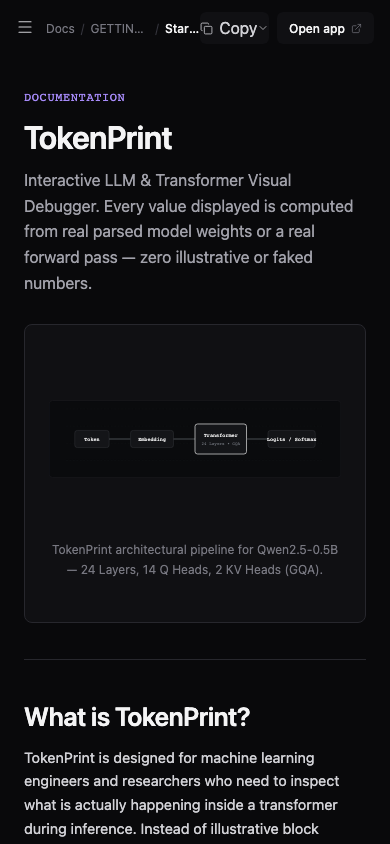 Docs / GETTIN... / Star... Copy Open app
DOCUMENTATION
TokenPrint
Interactive LLM & Transformer Visual
Debugger. Every value displayed is computed
from real parsed model weights or a real
forward pass — zero illustrative or faked
numbers.
Token Embedding Transformer Logits / Softmax
24 Layers • GQA
TokenPrint architectural pipeline for Qwen2.5-0.5B
— 24 Layers, 14 Q Heads, 2 KV Heads (GQA).
What is TokenPrint?
TokenPrint is designed for machine learning
engineers and researchers who need to inspect
what is actually happening inside a transformer
during inference. Instead of illustrative block